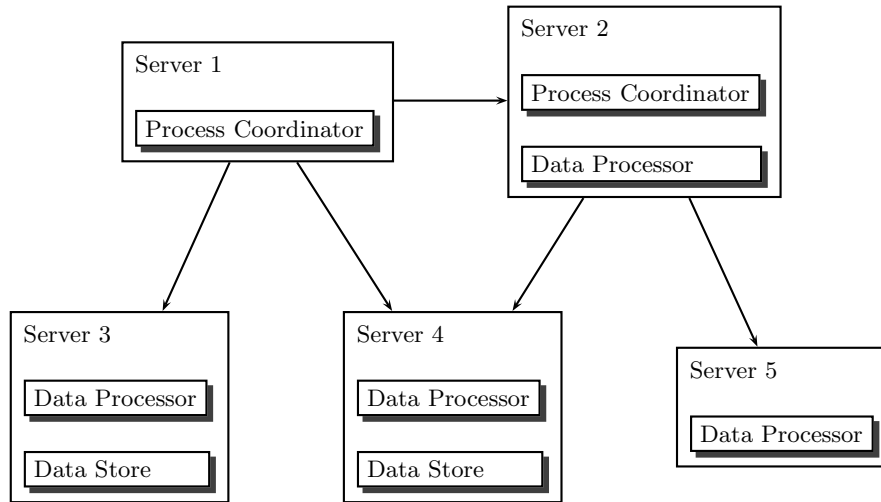 Server 1
Process Coordinator
Server 2
Process Coordinator
Data Processor
Server 3
Data Processor
Data Store
Server 4
Data Processor
Data Store
Server 5
Data Processor